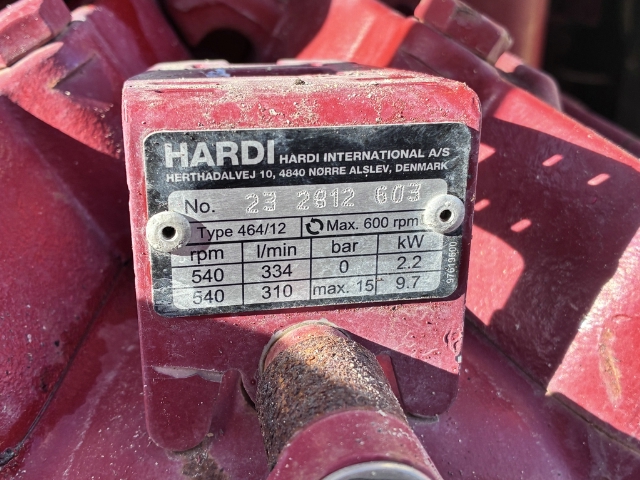 HARDI HARDI INTERNATIONAL A/S
HERTHADALVEJ 10, 4840 NØRRE ALSLEV, DENMARK
No. 23 2812 603
Type 464/12 Max. 600 rpm
rpm l/min bar kW
540 334 0 2.2
540 310 max. 15 9.7
97619600